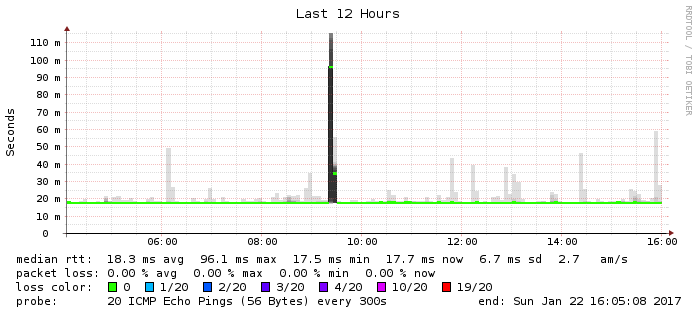 Last 12 Hours
RRDTOOL / TOBI OETIKER
Seconds
110 m
100 m
90 m
80 m
70 m
60 m
50 m
40 m
30 m
20 m
10 m
0
06:00 08:00 10:00 12:00 14:00 16:00
median rtt: 18.3 ms avg 96.1 ms max 17.5 ms min 17.7 ms now 6.7 ms sd 2.7 am/s
packet loss: 0.00 % avg 0.00 % max 0.00 % min 0.00 % now
loss color: 0 1/20 2/20 3/20 4/20 10/20 19/20
probe: 20 ICMP Echo Pings (56 Bytes) every 300s end: Sun Jan 22 16:05:08 2017